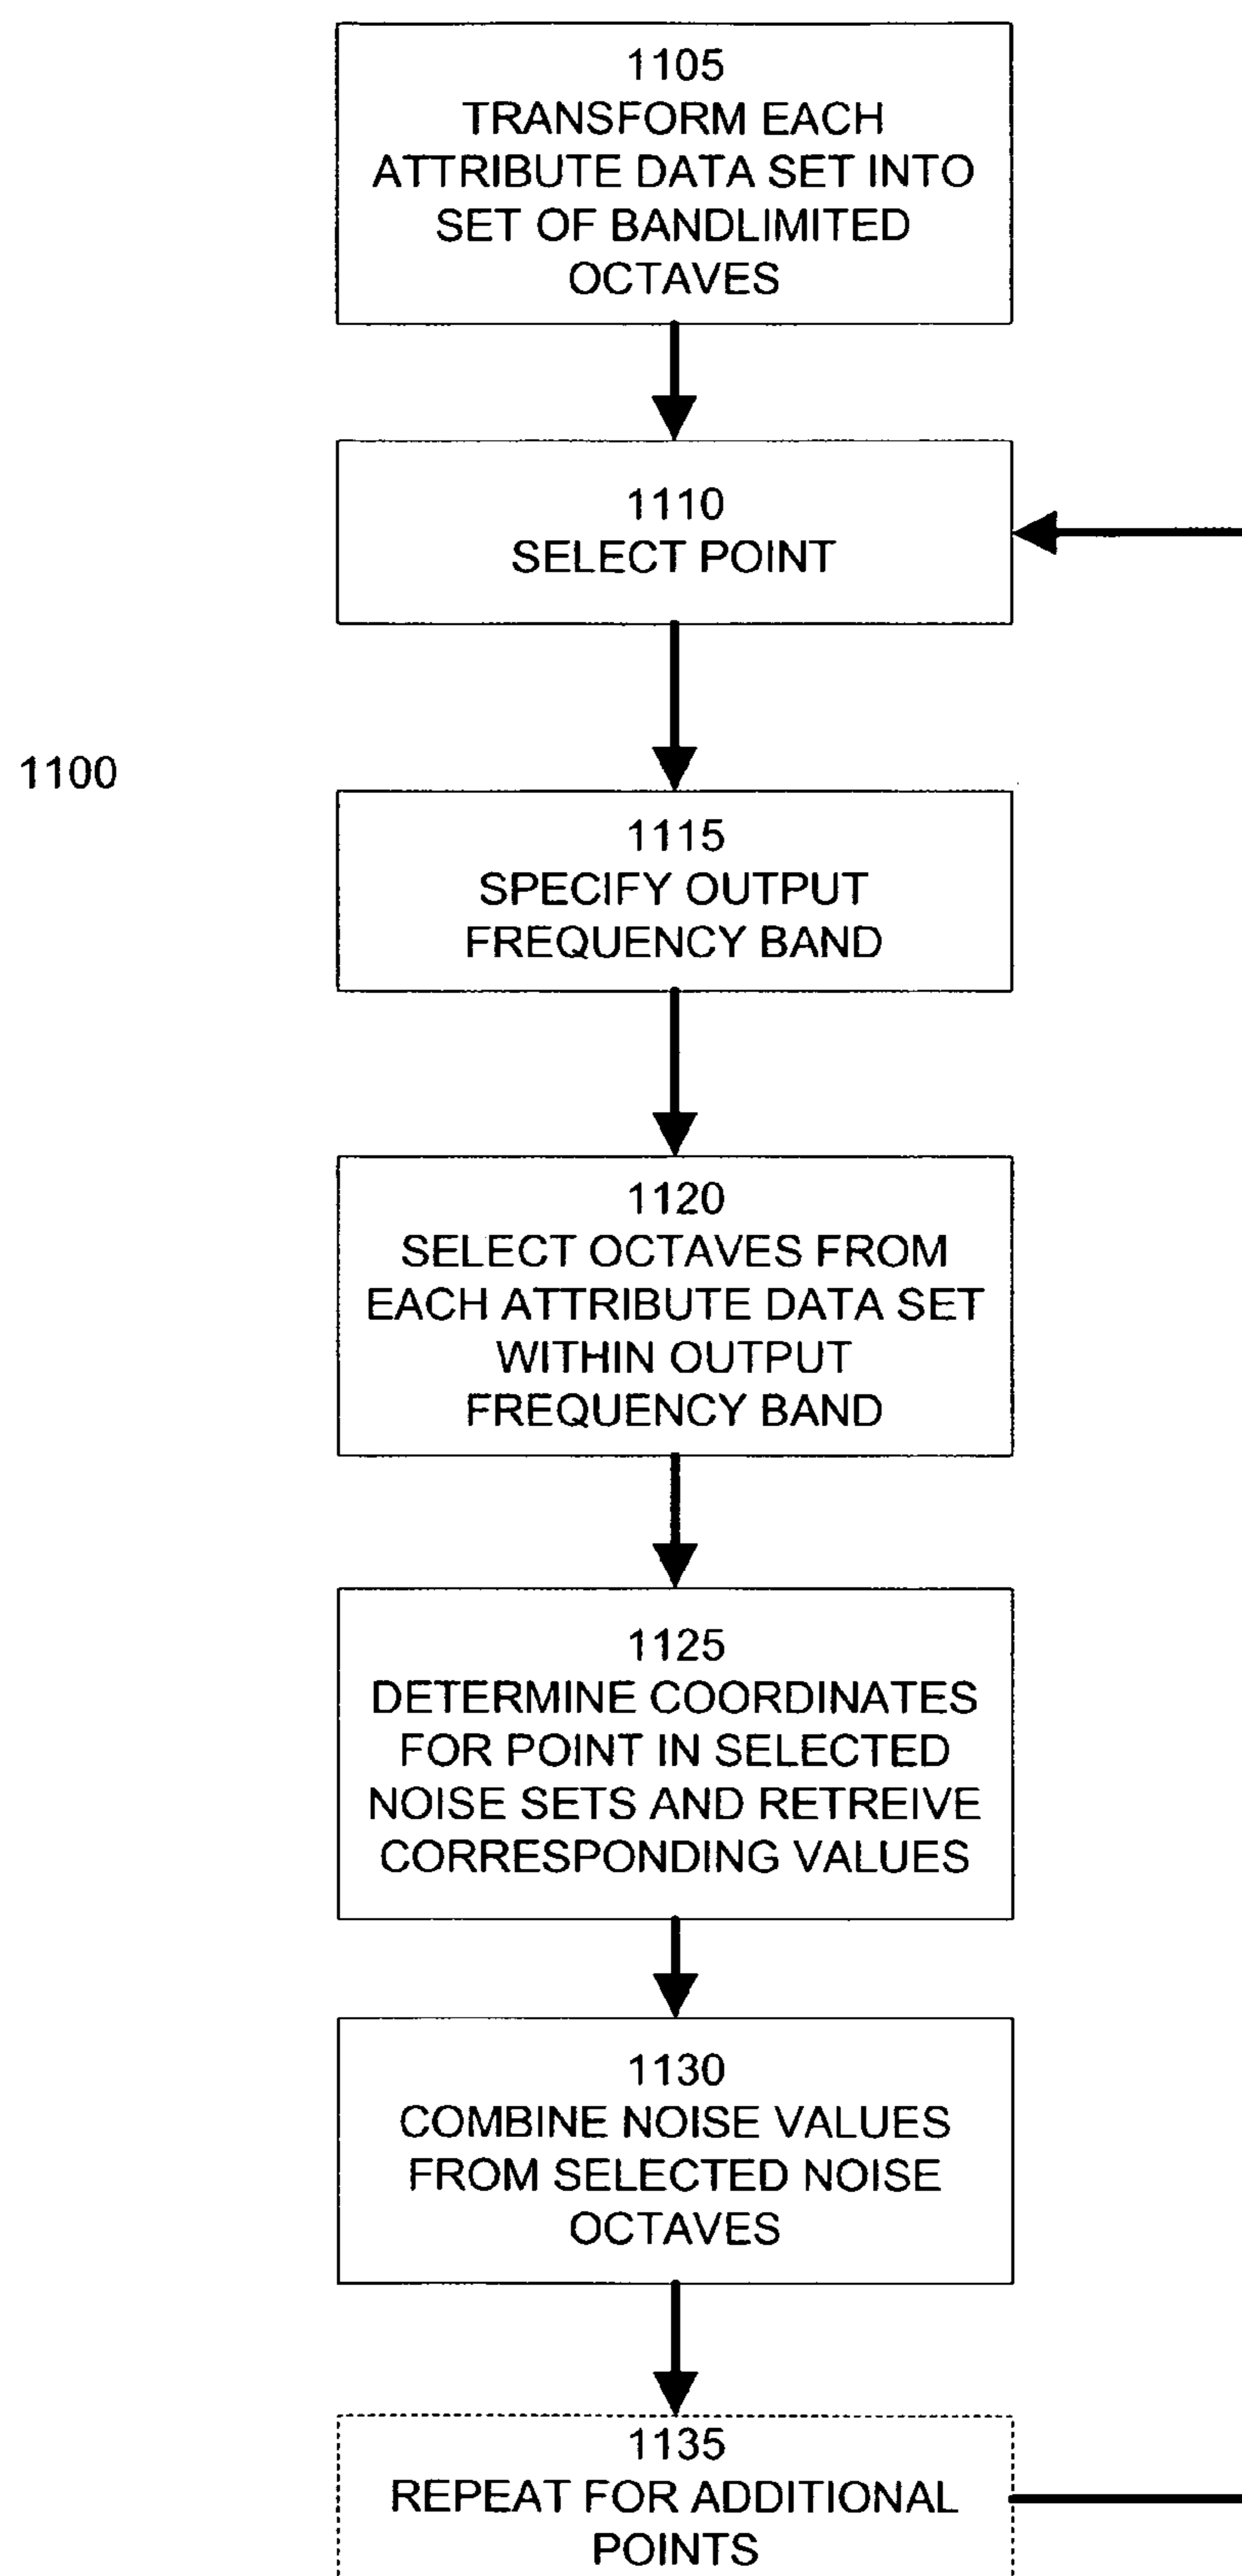 1105
TRANSFORM EACH
ATTRIBUTE DATA SET INTO
SET OF BANDLIMITED
OCTAVES
1110
SELECT POINT
1100
1115
SPECIFY OUTPUT
FREQUENCY BAND
1120
SELECT OCTAVES FROM
EACH ATTRIBUTE DATA SET
WITHIN OUTPUT
FREQUENCY BAND
1125
DETERMINE COORDINATES
FOR POINT IN SELECTED
NOISE SETS AND RETREIVE
CORRESPONDING VALUES
1130
COMBINE NOISE VALUES
FROM SELECTED NOISE
OCTAVES
1135
REPEAT FOR ADDITIONAL
POINTS